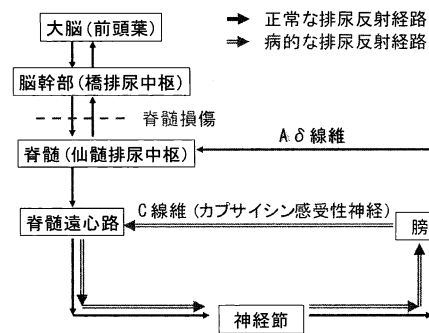 大脳(前頭葉)
正常な排尿反射経路
病的な排尿反射経路
脳幹部(橋排尿中枢)
脊髄損傷
Aδ線維
脊髄(仙髄排尿中枢)
C線維(カプサイシン感受性神経)
脊髄遠心路
膀
神経節